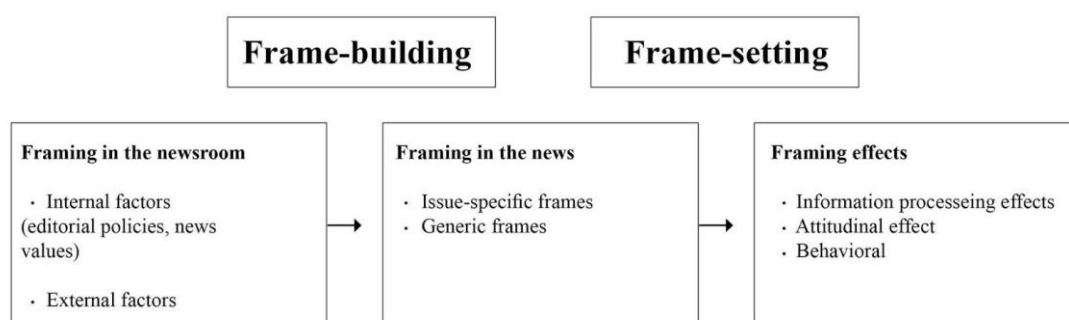 Frame-building
Frame-setting
Framing in the newsroom
· Internal factors
(editorial policies, news
values)
· External factors
Framing in the news
· Issue-specific frames
· Generic frames
Framing effects
· Information processeing effects
· Attitudinal effect
· Behavioral